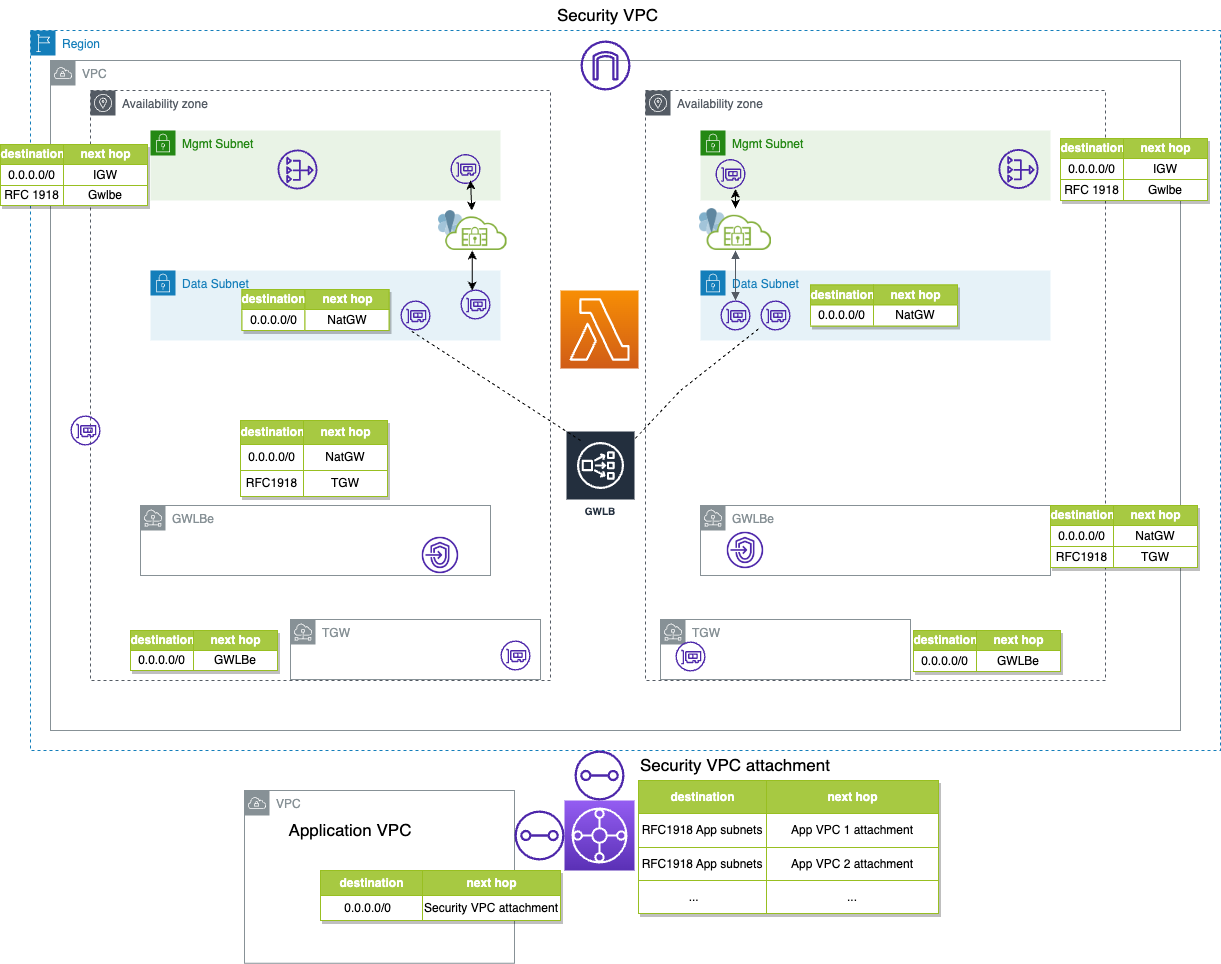 Security VPC
Region
VPC
Availability zone
Availability zone
Mgmt Subnet
Mgmt Subnet
destination next hop
0.0.0.0/0 IGW
RFC 1918 Gwlbe
destination next hop
0.0.0.0/0 IGW
RFC 1918 Gwlbe
Data Subnet
destination next hop
0.0.0.0/0 NatGW
Data Subnet
destination next hop
0.0.0.0/0 NatGW
destination next hop
0.0.0.0/0 NatGW
RFC1918 TGW
GWLB
GWLBe
GWLBe
destination next hop
0.0.0.0/0 NatGW
RFC1918 TGW
destination next hop
0.0.0.0/0 GWLBe
TGW
TGW
destination next hop
0.0.0.0/0 GWLBe
Security VPC attachment
destination next hop
RFC1918 App subnets App VPC 1 attachment
RFC1918 App subnets App VPC 2 attachment
... ...
VPC
Application VPC
destination next hop
0.0.0.0/0 Security VPC attachment